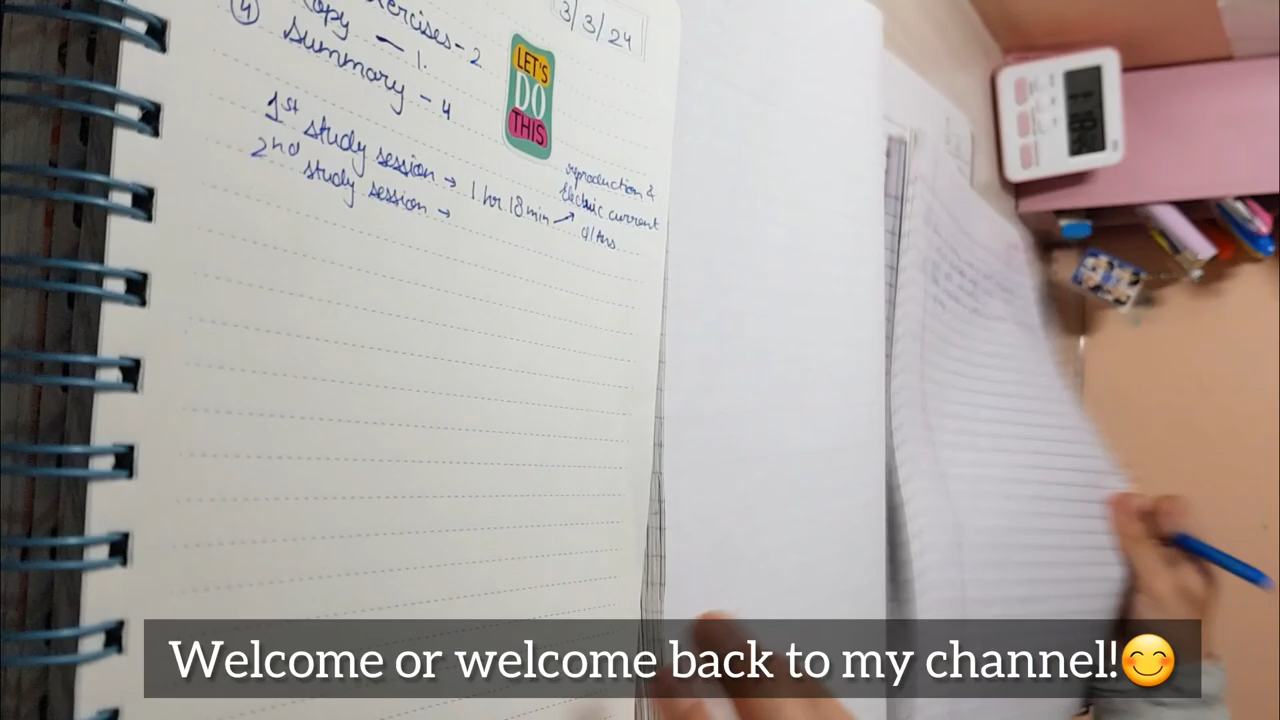 3/3/24
Exercises - 2
Copy - 1.
④ Summary - 4
LET'S
DO
THIS
1st study session → 1 hr. 18 min → reproduction &
Electric current
2nd study session →
Welcome or welcome back to my channel!😊